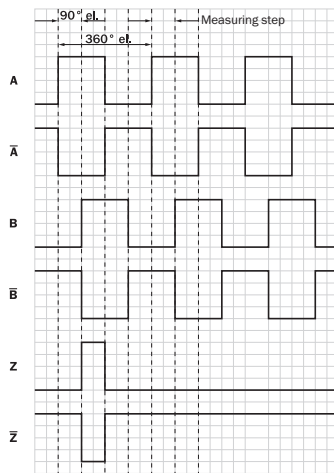 90° el.
Measuring step
360° el.
A
A̅
B
B̅
Z
Z̅